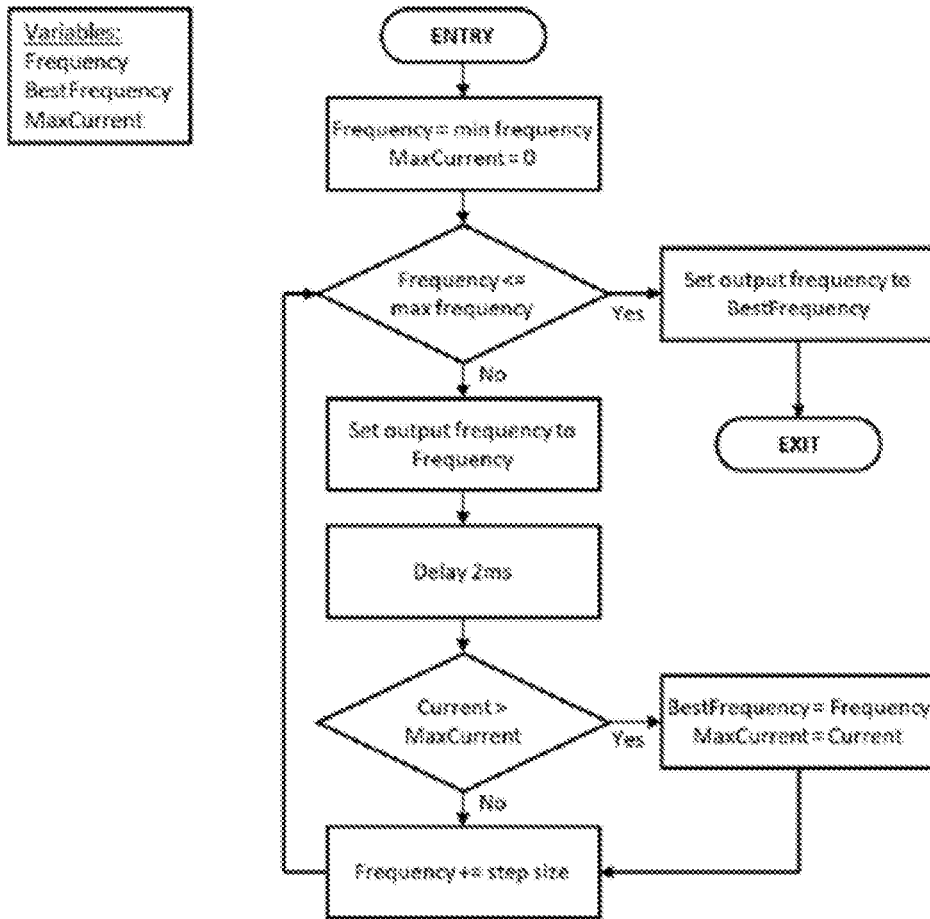 Variables:
Frequency
BestFrequency
MaxCurrent
ENTRY
Frequency = min frequency
MaxCurrent = 0
Frequency <=
max frequency
Yes
Set output frequency to
BestFrequency
No
EXIT
Set output frequency to
Frequency
Delay 2ms
Current >
MaxCurrent
Yes
BestFrequency = Frequency
MaxCurrent = Current
No
Frequency += step size